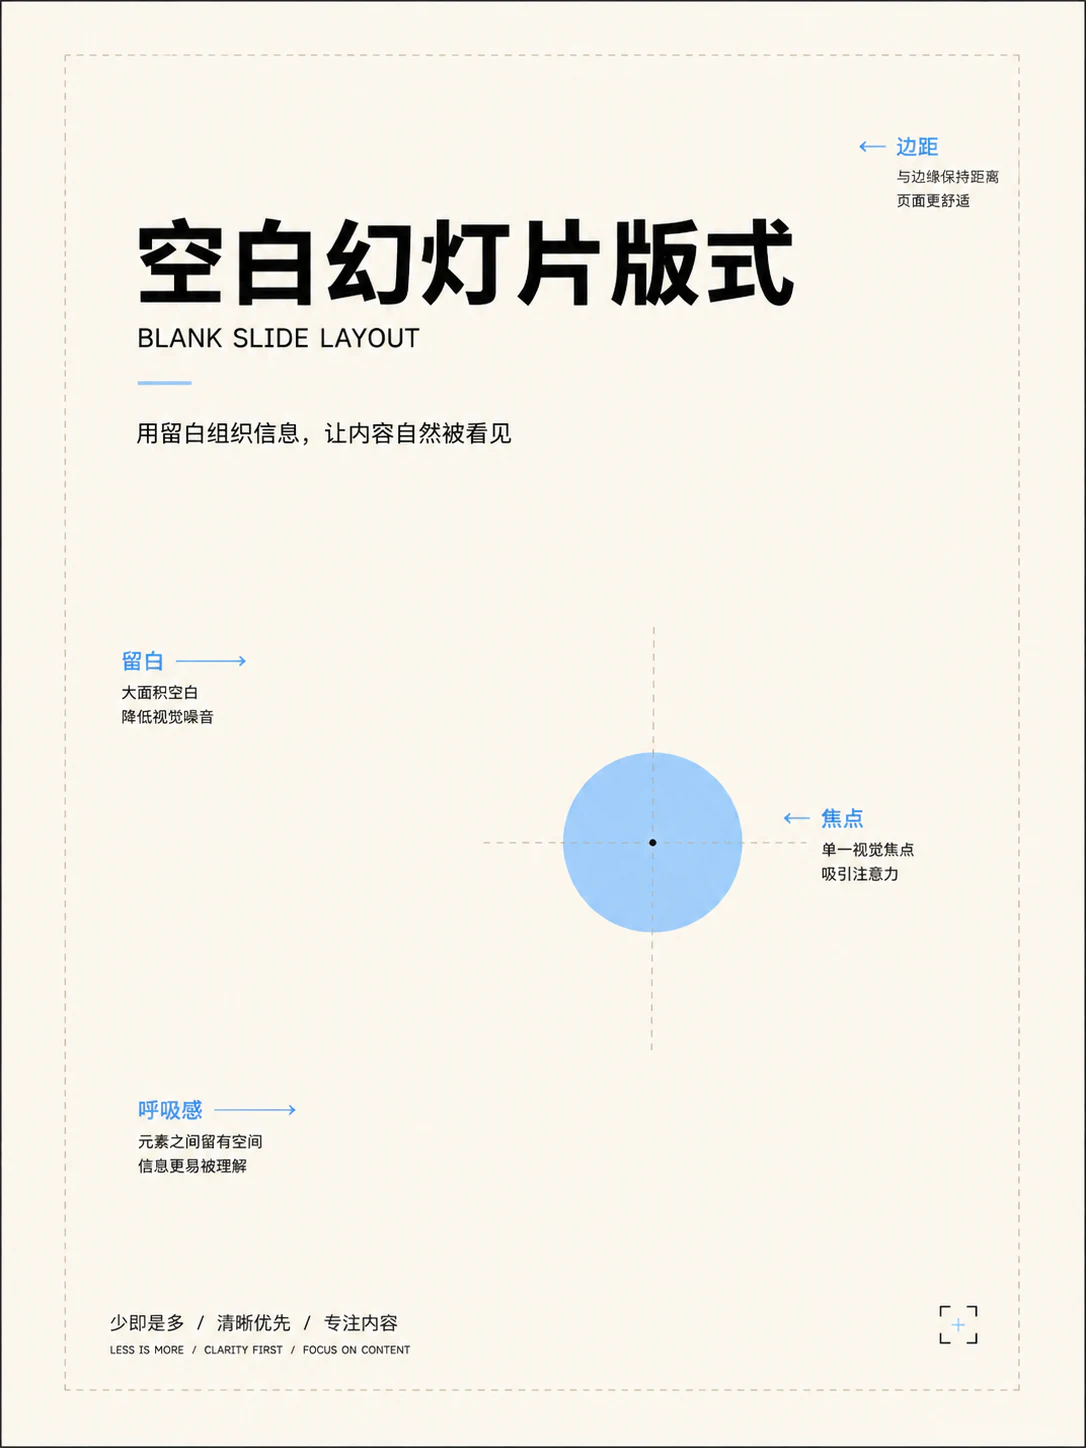 边距
与边缘保持距离
页面更舒适
空白幻灯片版式
BLANK SLIDE LAYOUT
用留白组织信息，让内容自然被看见
留白
大面积空白
降低视觉噪音
焦点
单一视觉焦点
吸引注意力
呼吸感
元素之间留有空间
信息更易被理解
少即是多 / 清晰优先 / 专注内容
LESS IS MORE / CLARITY FIRST / FOCUS ON CONTENT